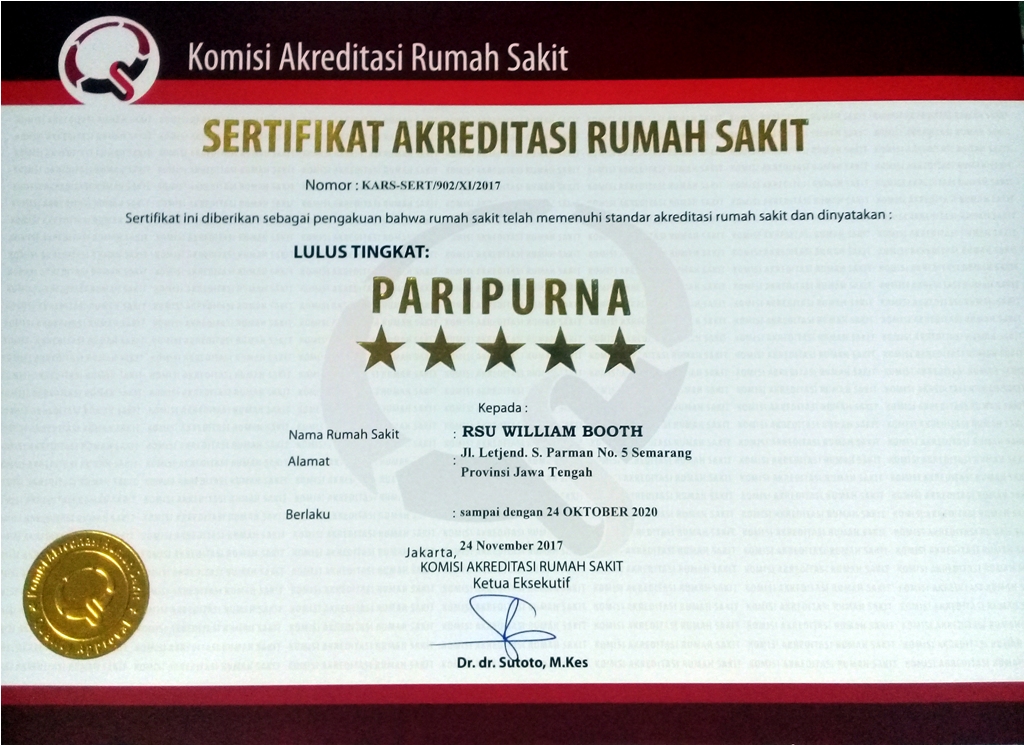 Komisi Akreditasi Rumah Sakit
SERTIFIKAT AKREDITASI RUMAH SAKIT
Nomor : KARS-SERT/902/XI/2017
Sertifikat ini diberikan sebagai pengakuan bahwa rumah sakit telah memenuhi standar akreditasi rumah sakit dan dinyatakan :
LULUS TINGKAT:
PARIPURNA
Kepada :
Nama Rumah Sakit : RSU WILLIAM BOOTH
Alamat : Jl. Letjend. S. Parman No. 5 Semarang
Provinsi Jawa Tengah
Berlaku : sampai dengan 24 OKTOBER 2020
Jakarta, 24 November 2017
KOMISI AKREDITASI RUMAH SAKIT
Ketua Eksekutif
Dr. dr. Sutoto, M.Kes